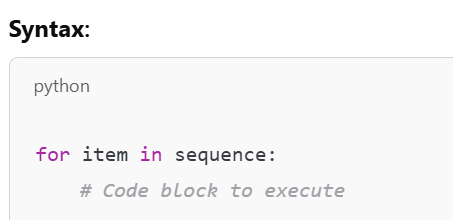 Syntax:
python
for item in sequence:
# Code block to execute